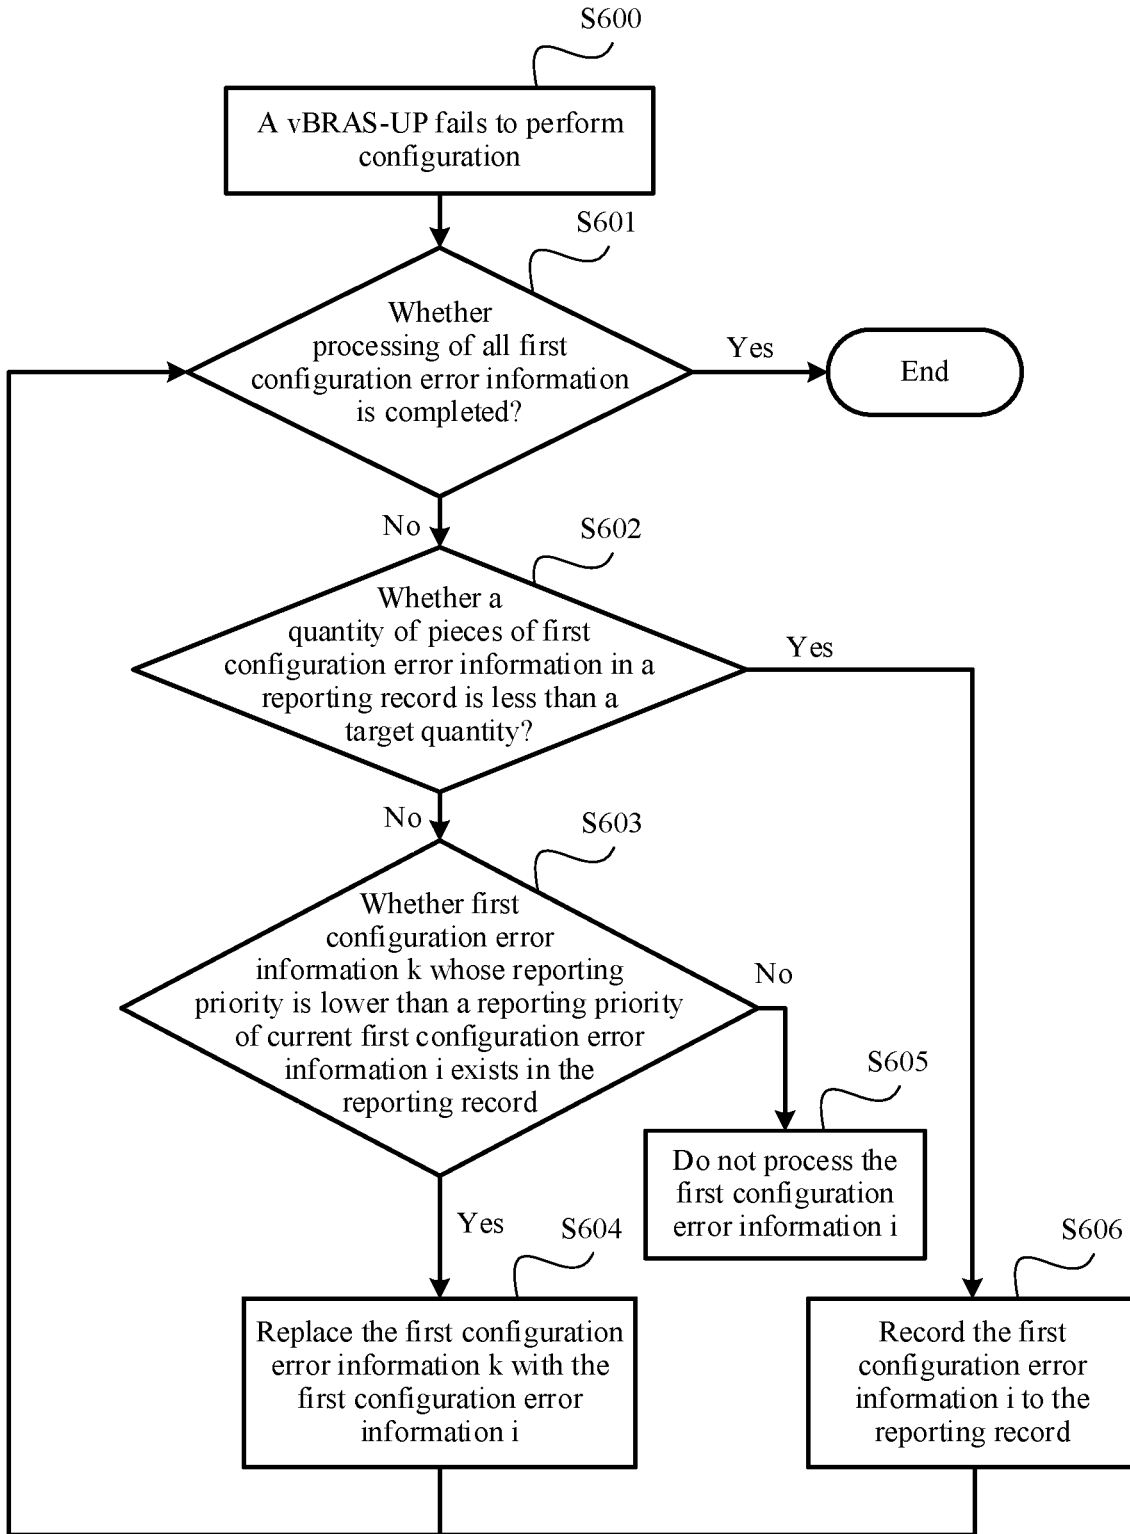 S600
A vBRAS-UP fails to perform
configuration
S601
Whether
processing of all first
configuration error information
is completed?
Yes
End
No
S602
Whether a
quantity of pieces of first
configuration error information in a
reporting record is less than a
target quantity?
Yes
No
S603
Whether first
configuration error
information k whose reporting
priority is lower than a reporting priority
of current first configuration error
information i exists in the
reporting record
No
S605
Do not process the
first configuration
error information i
Yes
S604
Replace the first configuration
error information k with the
first configuration error
information i
S606
Record the first
configuration error
information i to the
reporting record